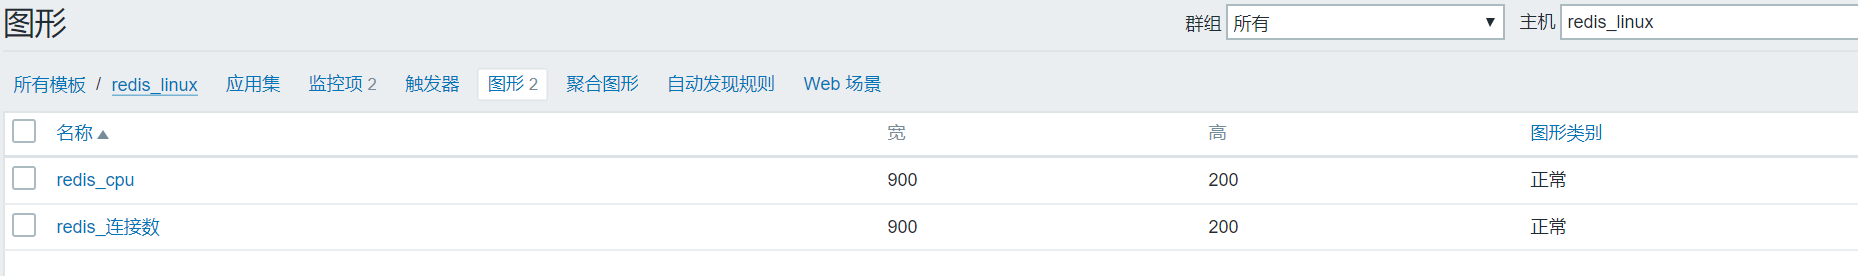 图形
群组 所有 主机 redis_linux
所有模板 / redis_linux 应用集 监控项 2 触发器 图形 2 聚合图形 自动发现规则 Web 场景
名称 宽 高 图形类别
redis_cpu 900 200 正常
redis_连接数 900 200 正常